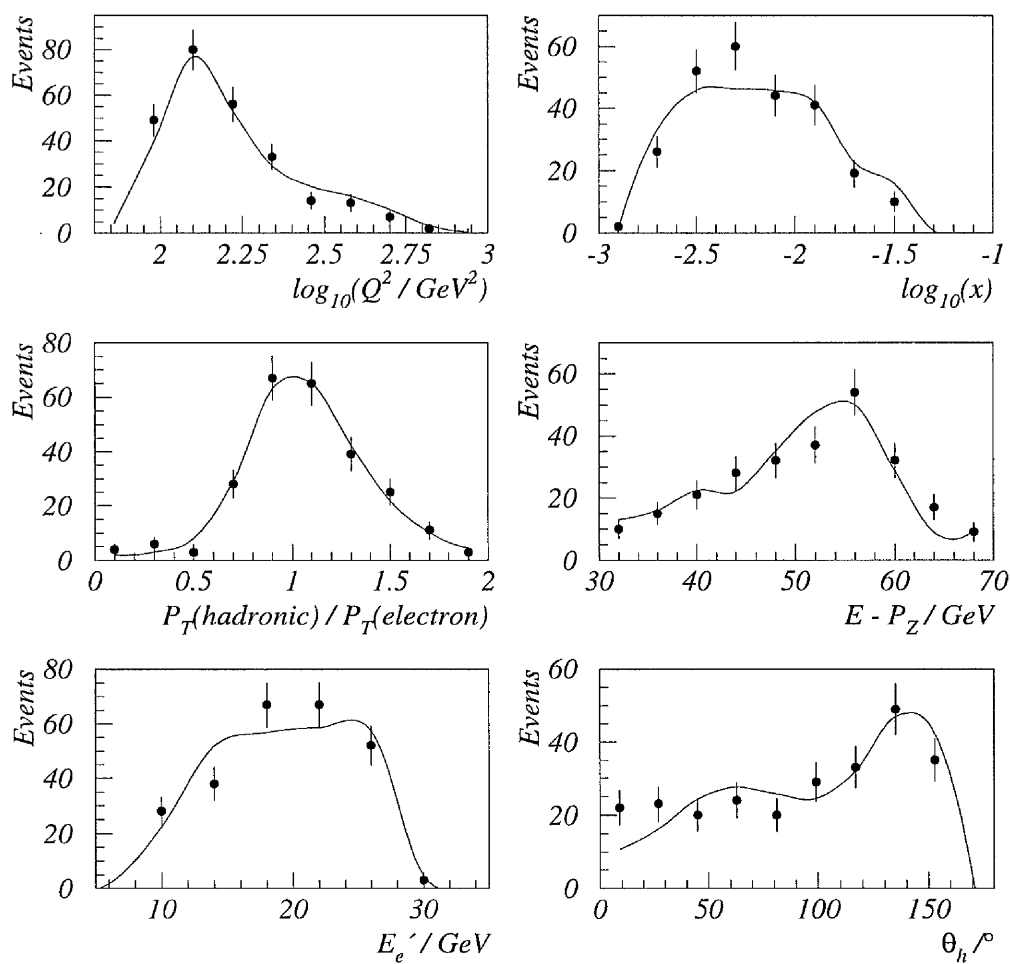 Events
80
60
40
20
0
2 2.25 2.5 2.75 3
log10(Q2 / GeV2)
Events
60
40
20
0
-3 -2.5 -2 -1.5 -1
log10(x)
Events
80
60
40
20
0
0 0.5 1 1.5 2
PT(hadronic) / PT(electron)
Events
60
40
20
0
30 40 50 60 70
E - PZ / GeV
Events
80
60
40
20
0
10 20 30
Ee´ / GeV
Events
60
40
20
0
0 50 100 150
θh /°